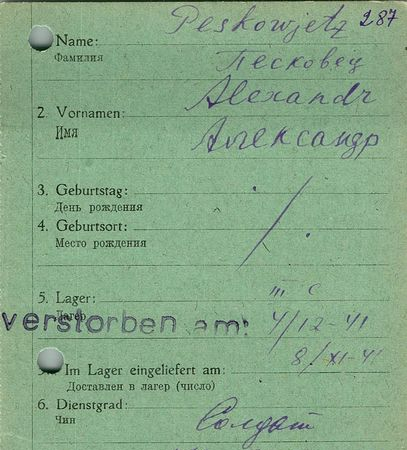 Name: Peskowjetz 287
Фамилия Песковец
Alexandr
2. Vornamen:
Имя Александр
3. Geburtstag:
День рождения
4. Geburtsort:
Место рождения
5. Lager: III C
Лагерь
verstorben am: 4/12-41
8/XI-41
Im Lager eingeliefert am:
Доставлен в лагер (число)
6. Dienstgrad:
Чин Солдат